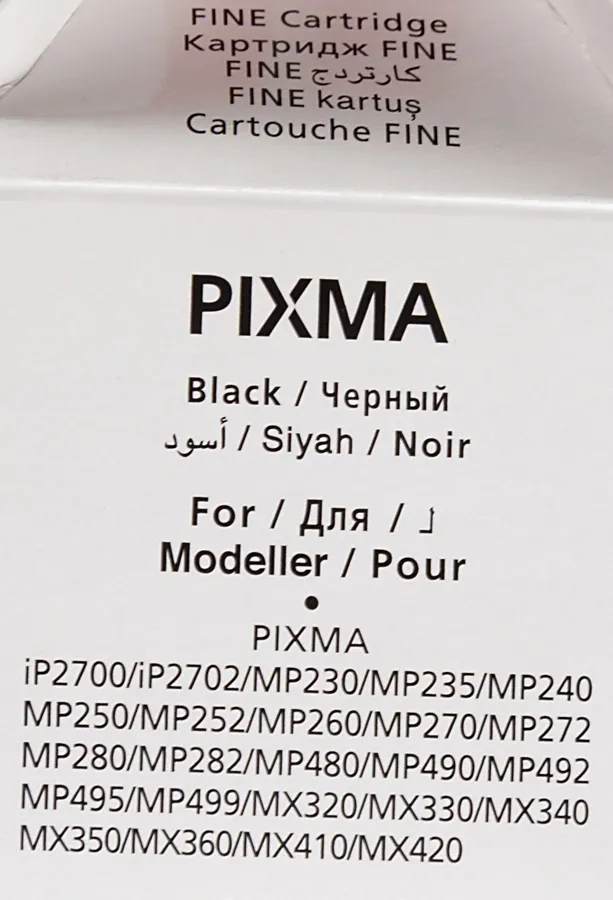 FINE Cartridge
Картридж FINE
كارتردج FINE
FINE kartuş
Cartouche FINE
PIXMA
Black / Черный
أسود / Siyah / Noir
For / Для / لـ
Modeller / Pour
•
PIXMA
iP2700/iP2702/MP230/MP235/MP240
MP250/MP252/MP260/MP270/MP272
MP280/MP282/MP480/MP490/MP492
MP495/MP499/MX320/MX330/MX340
MX350/MX360/MX410/MX420